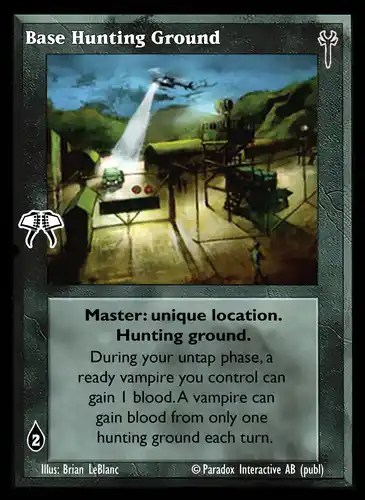 Base Hunting Ground
Master: unique location.
Hunting ground.
During your untap phase, a
ready vampire you control can
gain 1 blood. A vampire can
gain blood from only one
hunting ground each turn.
2
Illus: Brian LeBlanc © Paradox Interactive AB (publ)